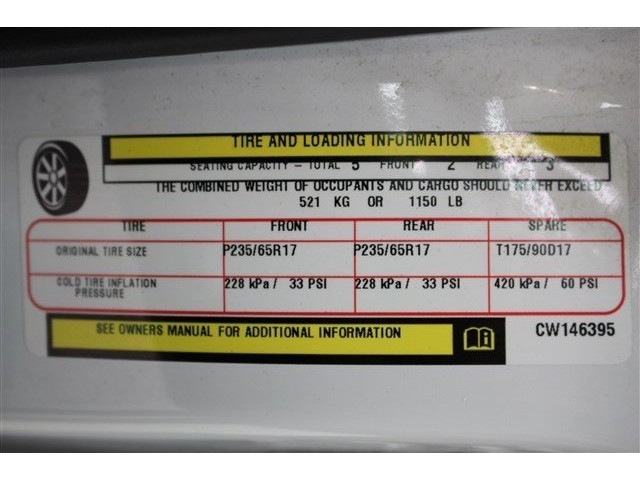 TIRE AND LOADING INFORMATION
SEATING CAPACITY – TOTAL 5 FRONT 2 REAR 3
THE COMBINED WEIGHT OF OCCUPANTS AND CARGO SHOULD NEVER EXCEED
521 KG OR 1150 LB
TIRE FRONT REAR SPARE
ORIGINAL TIRE SIZE P235/65R17 P235/65R17 T175/90D17
COLD TIRE INFLATION PRESSURE 228 kPa / 33 PSI 228 kPa / 33 PSI 420 kPa / 60 PSI
SEE OWNERS MANUAL FOR ADDITIONAL INFORMATION CW146395